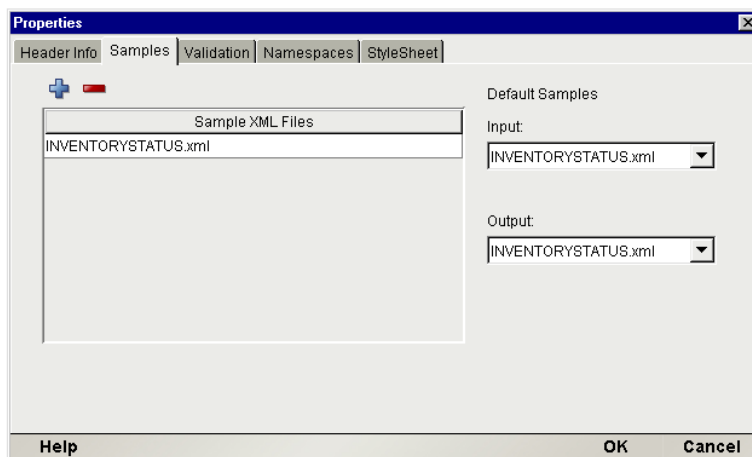 Properties
Header Info Samples Validation Namespaces StyleSheet
Sample XML Files
INVENTORYSTATUS.xml
Default Samples
Input:
INVENTORYSTATUS.xml
Output:
INVENTORYSTATUS.xml
Help OK Cancel